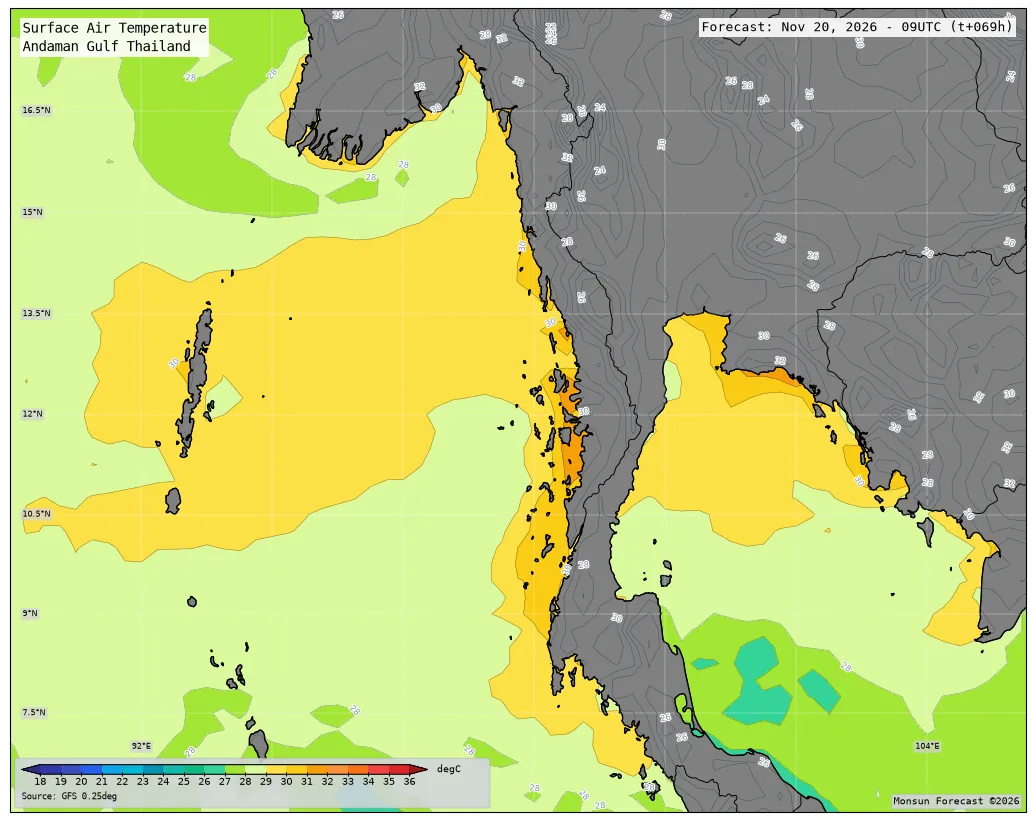 Surface Air Temperature
Andaman Gulf Thailand
Forecast: Nov 20, 2026 - 09UTC (t+069h)
16.5°N
15°N
13.5°N
12°N
10.5°N
9°N
7.5°N
92°E
104°E
degC
18 19 20 21 22 23 24 25 26 27 28 29 30 31 32 33 34 35 36
Source: GFS 0.25deg
Monsun Forecast ©2026